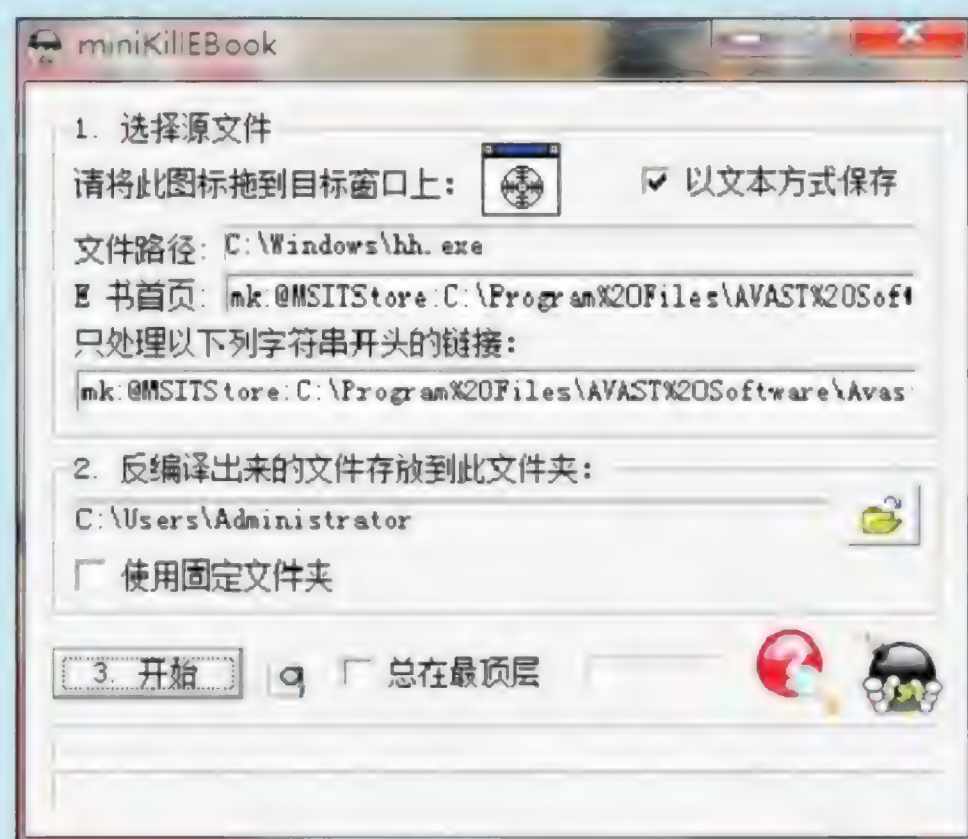 miniKillEBook
1. 选择源文件
请将此图标拖到目标窗口上:
以文本方式保存
文件路径: C:\Windows\hh.exe
E 书首页: mk:@MSITStore:C:\Program%20Files\AVAST%20Soft
只处理以下列字符串开头的链接:
mk:@MSITStore:C:\Program%20Files\AVAST%20Software\Avas
2. 反编译出来的文件存放到此文件夹:
C:\Users\Administrator
使用固定文件夹
3. 开始
总在最顶层